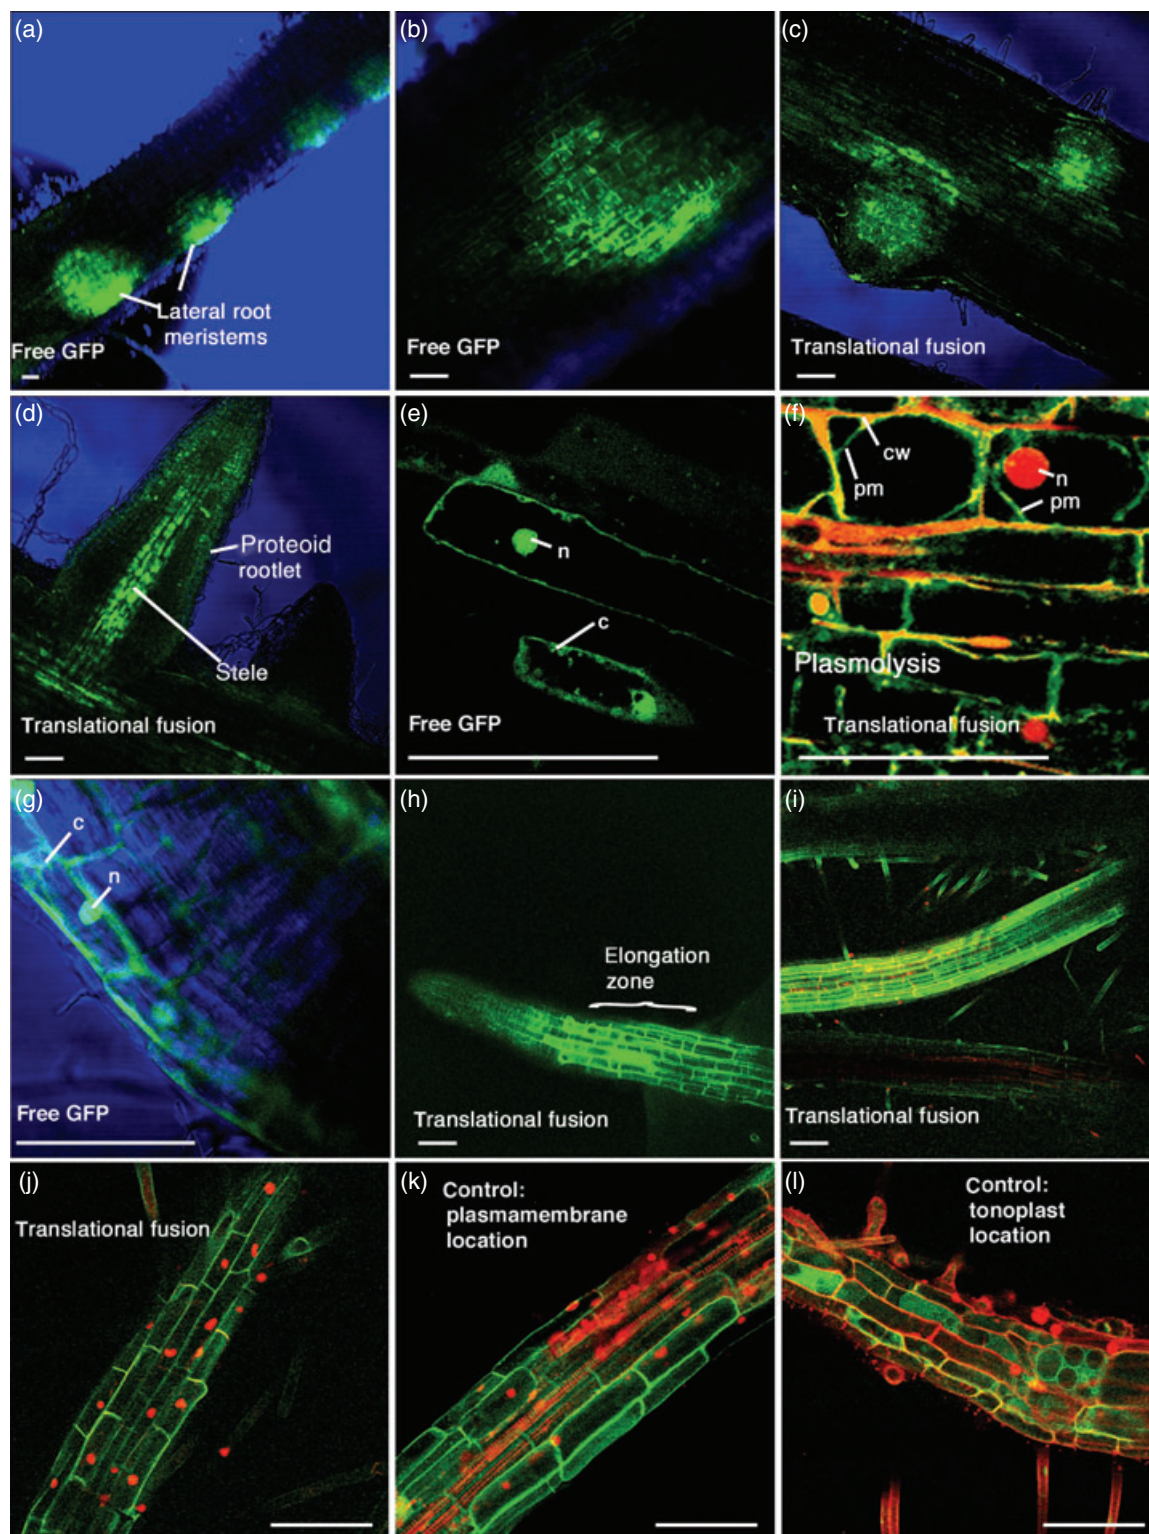 (a)
Lateral root
meristems
Free GFP
(b)
Free GFP
(c)
Translational fusion
(d)
Proteoid
rootlet
Stele
Translational fusion
(e)
n
c
Free GFP
(f)
cw
pm
n
pm
Plasmolysis
Translational fusion
(g)
c
n
Free GFP
(h)
Elongation
zone
Translational fusion
(i)
Translational fusion
(j)
Translational fusion
(k)
Control:
plasmamembrane
location
(l)
Control:
tonoplast
location